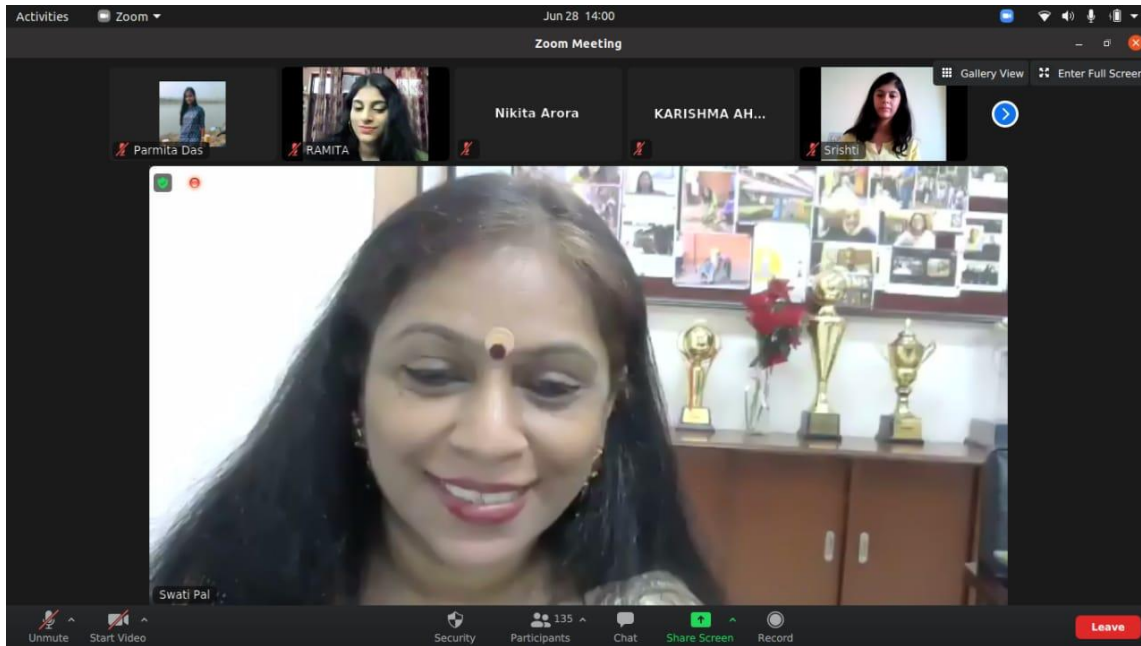 Activities
Zoom
Jun 28 14:00
Zoom Meeting
Gallery View
Enter Full Screen
Parmita Das
RAMITA
Nikita Arora
KARISHMA AH...
Srishti
Swati Pal
Unmute
Start Video
Security
135
Participants
Chat
Share Screen
Record
Leave